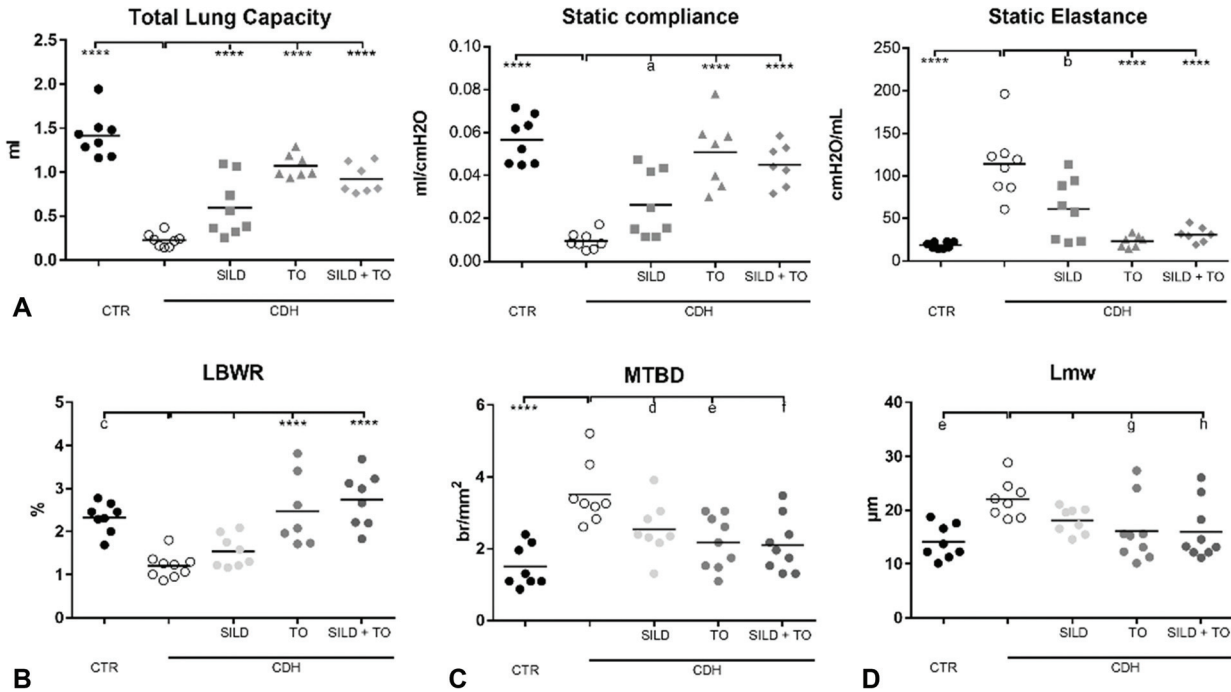 Total Lung Capacity
ml
2.5
2.0
1.5
1.0
0.5
0.0
**** **** **** ****
SILD TO SILD + TO
CTR CDH
A
Static compliance
ml/cmH2O
0.10
0.08
0.06
0.04
0.02
0.00
**** a **** ****
SILD TO SILD + TO
CTR CDH
Static Elastance
cmH2O/mL
250
200
150
100
50
0
**** b **** ****
SILD TO SILD + TO
CTR CDH
LBWR
%
5
4
3
2
1
0
c **** ****
SILD TO SILD + TO
CTR CDH
B
MTBD
br/mm²
6
4
2
0
**** d e f
SILD TO SILD + TO
CTR CDH
C
Lmw
µm
40
30
20
10
0
e g h
SILD TO SILD + TO
CTR CDH
D